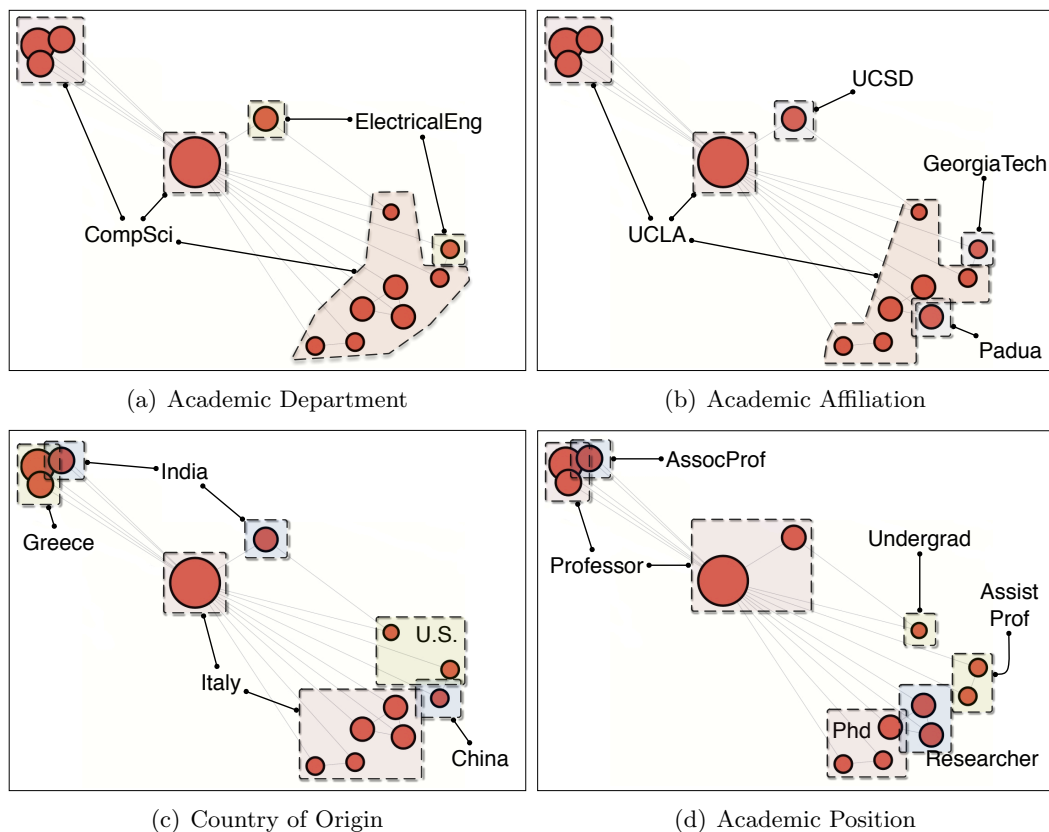 ElectricalEng
CompSci
(a) Academic Department
UCSD
GeorgiaTech
UCLA
Padua
(b) Academic Affiliation
India
Greece
U.S.
Italy
China
(c) Country of Origin
AssocProf
Undergrad
Professor
Assist
Prof
Phd
Researcher
(d) Academic Position